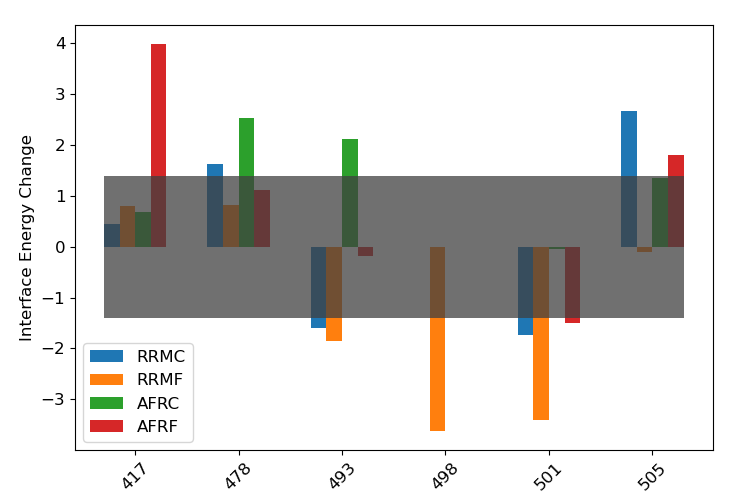 Interface Energy Change
4
3
2
1
0
−1
−2
−3
RRMC
RRMF
AFRC
AFRF
417 478 493 498 501 505